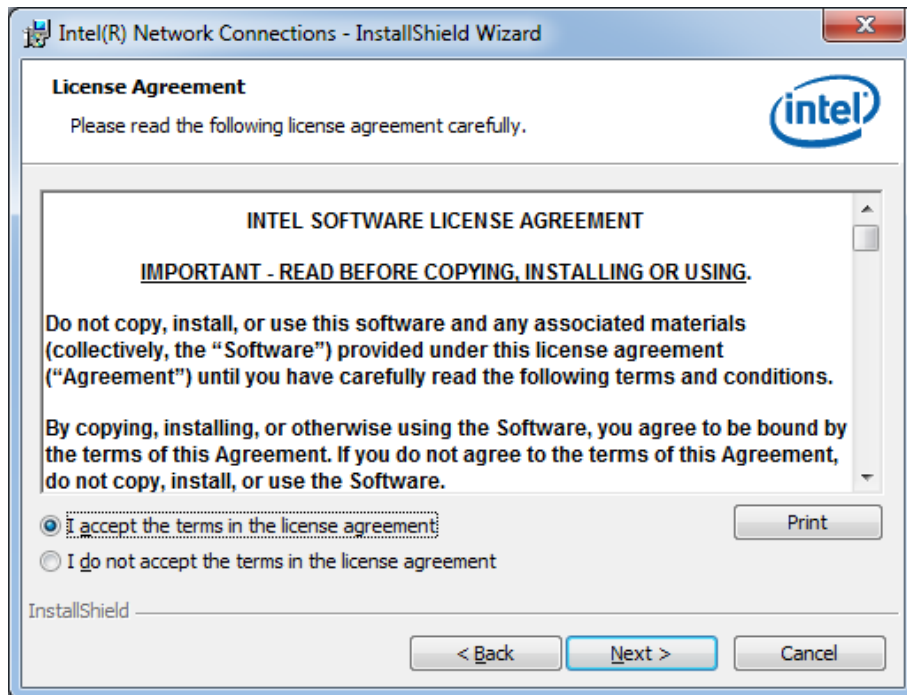 Intel(R) Network Connections - InstallShield Wizard
License Agreement
Please read the following license agreement carefully.
intel
INTEL SOFTWARE LICENSE AGREEMENT
IMPORTANT - READ BEFORE COPYING, INSTALLING OR USING.
Do not copy, install, or use this software and any associated materials
(collectively, the “Software”) provided under this license agreement
(“Agreement”) until you have carefully read the following terms and conditions.
By copying, installing, or otherwise using the Software, you agree to be bound by
the terms of this Agreement. If you do not agree to the terms of this Agreement,
do not copy, install, or use the Software.
I accept the terms in the license agreement
Print
I do not accept the terms in the license agreement
InstallShield
< Back
Next >
Cancel